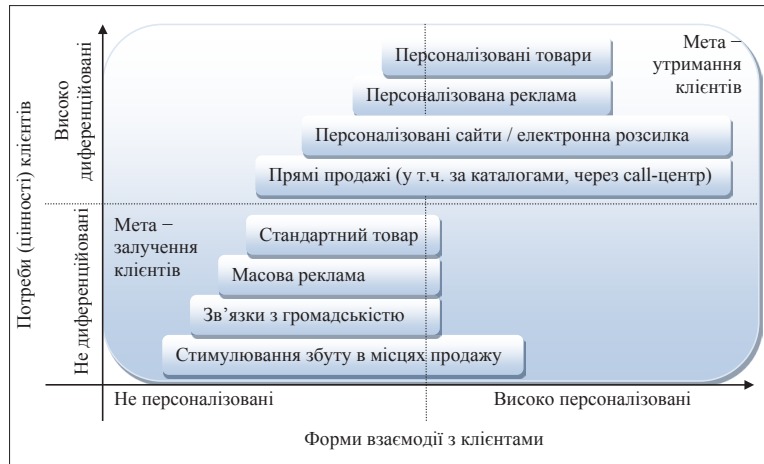 Потреби (цінності) клієнтів
Високо
диференційовані
Не диференційовані
Персоналізовані товари
Мета –
утримання
клієнтів
Персоналізована реклама
Персоналізовані сайти / електронна розсилка
Прямі продажі (у т.ч. за каталогами, через call-центр)
Мета –
залучення
клієнтів
Стандартний товар
Масова реклама
Зв’язки з громадськістю
Стимулювання збуту в місцях продажу
Не персоналізовані
Високо персоналізовані
Форми взаємодії з клієнтами